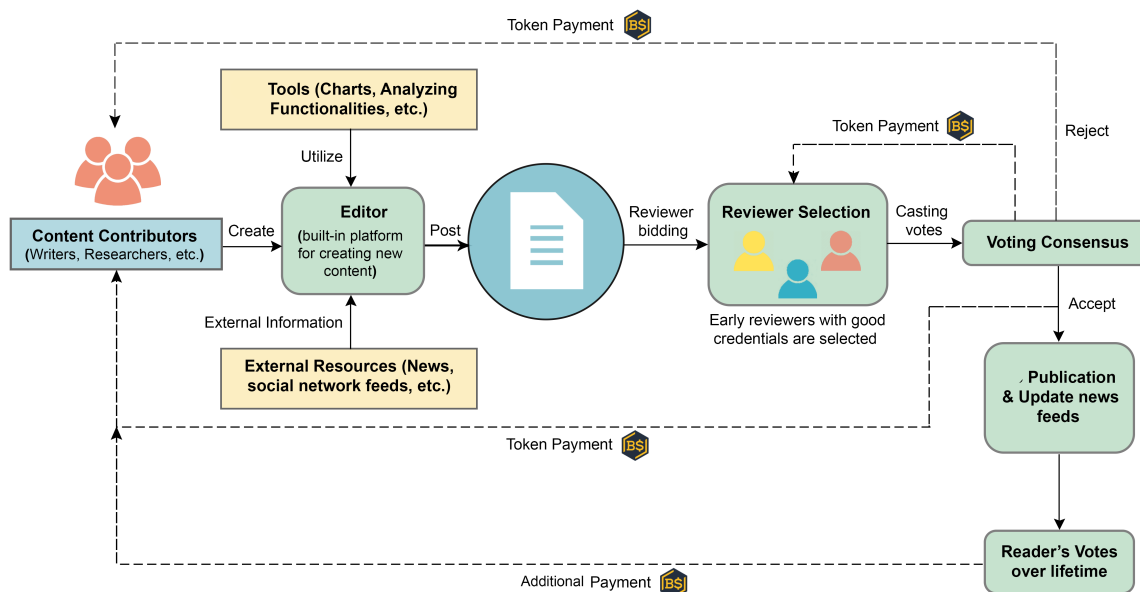 Token Payment B$
Tools (Charts, Analyzing
Functionalities, etc.)
Token Payment B$
Reject
Utilize
Content Contributors
(Writers, Researchers, etc.)
Create
Editor
(built-in platform
for creating new
content)
Post
Reviewer
bidding
Reviewer Selection
Casting
votes
Voting Consensus
External Information
Early reviewers with good
credentials are selected
Accept
External Resources (News,
social network feeds, etc.)
Publication
& Update news
feeds
Token Payment B$
Reader's Votes
over lifetime
Additional Payment B$